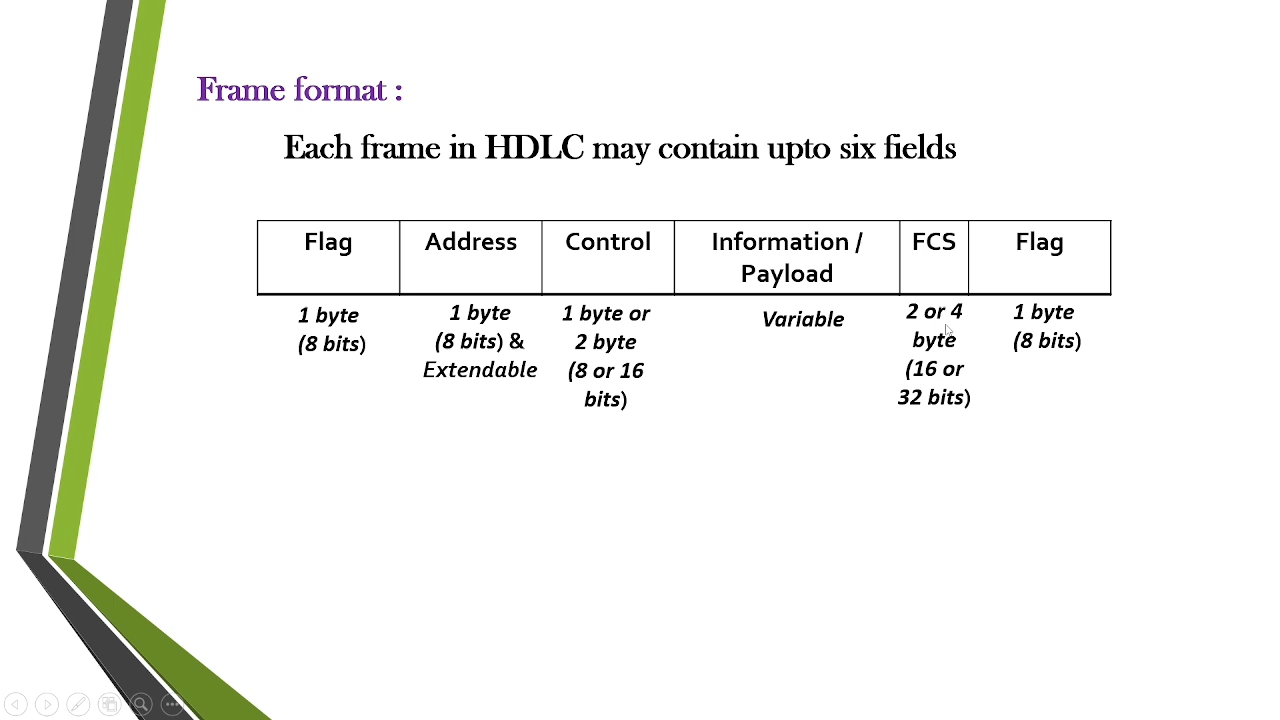 Frame format :
Each frame in HDLC may contain upto six fields
Flag
Address
Control
Information /
Payload
FCS
Flag
1 byte
(8 bits)
1 byte
(8 bits) &
Extendable
1 byte or
2 byte
(8 or 16
bits)
Variable
2 or 4
byte
(16 or
32 bits)
1 byte
(8 bits)